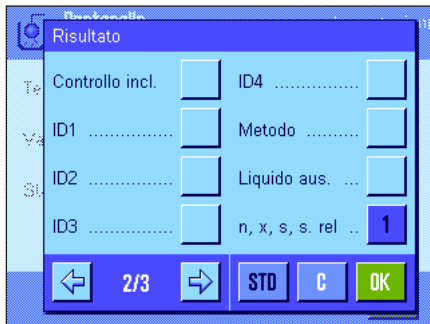 Risultato
Controllo incl.
ID1 ...............
ID2 ...............
ID3 ...............
ID4 ...............
Metodo ..........
Liquido aus. ...
n, x, s, s. rel .. 1
2/3
STD
C
OK